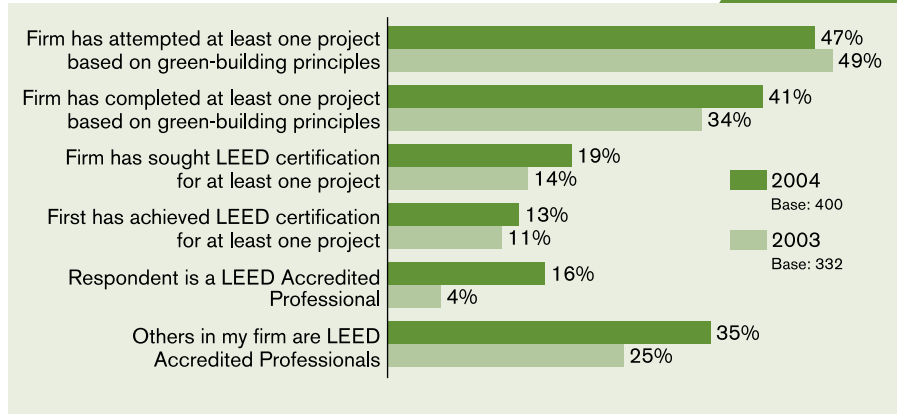 Firm has attempted at least one project
based on green-building principles
47%
49%
Firm has completed at least one project
based on green-building principles
41%
34%
Firm has sought LEED certification
for at least one project
19%
14%
First has achieved LEED certification
for at least one project
13%
11%
Respondent is a LEED Accredited
Professional
16%
4%
Others in my firm are LEED
Accredited Professionals
35%
25%
2004
Base: 400
2003
Base: 332